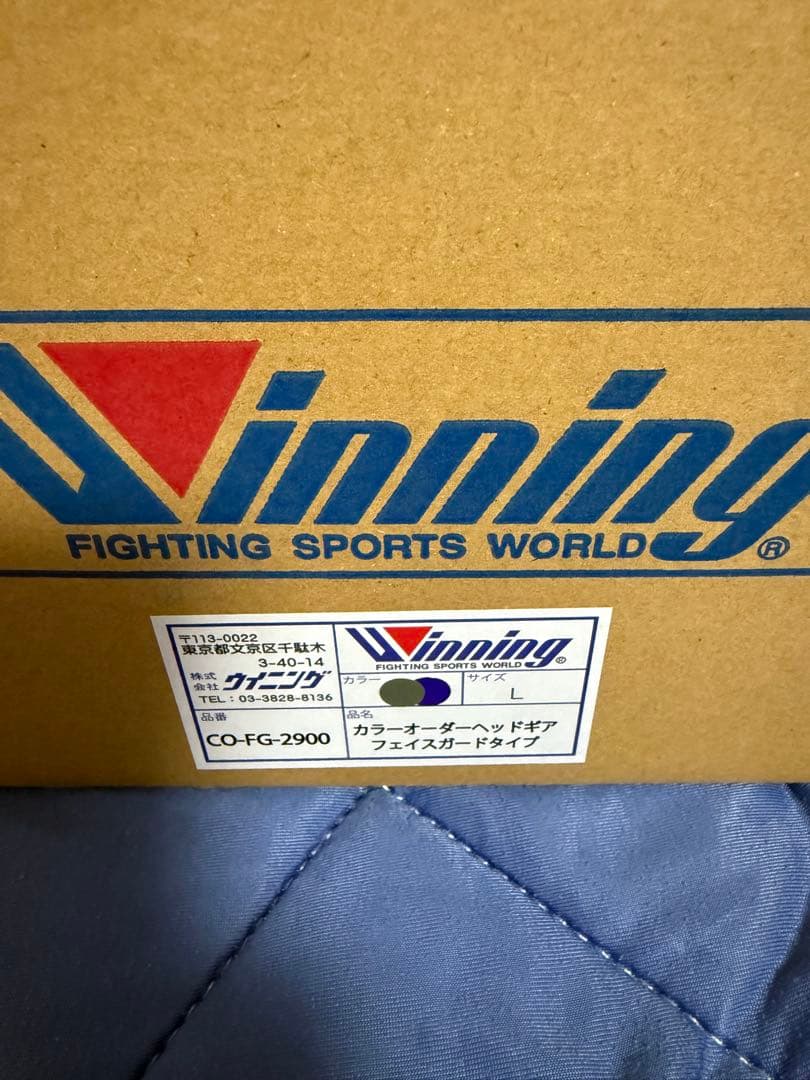 Winning
FIGHTING SPORTS WORLD®
〒113-0022
東京都文京区千駄木
3-40-14
株式会社 ウイニング
TEL：03-3828-8136
Winning®
FIGHTING SPORTS WORLD
カラー
サイズ
L
品番
CO-FG-2900
品名
カラーオーダーヘッドギア
フェイスガードタイプ